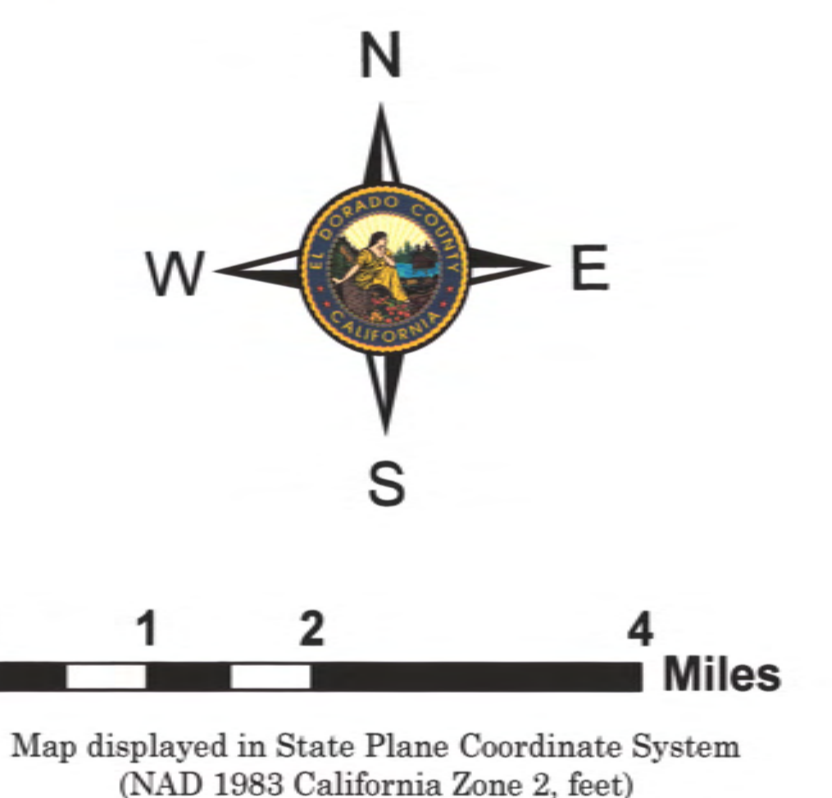 N
EL DORADO COUNTY
W
E
CALIFORNIA
S
1 2 4
Miles
Map displayed in State Plane Coordinate System
(NAD 1983 California Zone 2, feet)